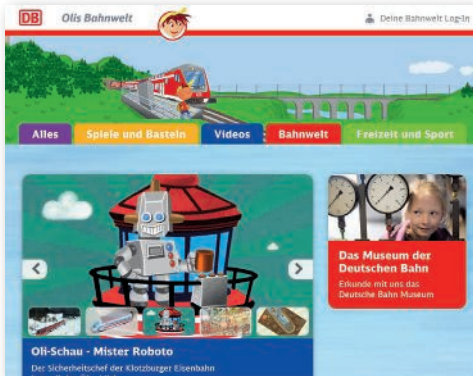 DB Olis Bahnwelt Deine Bahnwelt Log-In
Alles Spiele und Basteln Videos Bahnwelt Freizeit und Sport
Das Museum der
Deutschen Bahn
Erkunde mit uns das
Deutsche Bahn Museum
Oli-Schau - Mister Roboto
Der Sicherheitschef der Klotzburger Eisenbahn